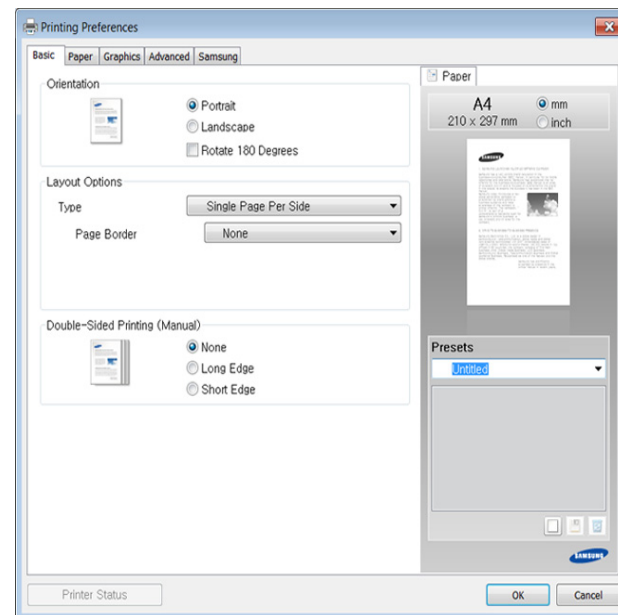 Printing Preferences
Basic Paper Graphics Advanced Samsung
Orientation
Portrait
Landscape
Rotate 180 Degrees
Layout Options
Type Single Page Per Side
Page Border None
Double-Sided Printing (Manual)
None
Long Edge
Short Edge
Paper
A4
210 x 297 mm
mm
inch
SAMSUNG
Presets
Untitled
SAMSUNG
Printer Status
OK Cancel